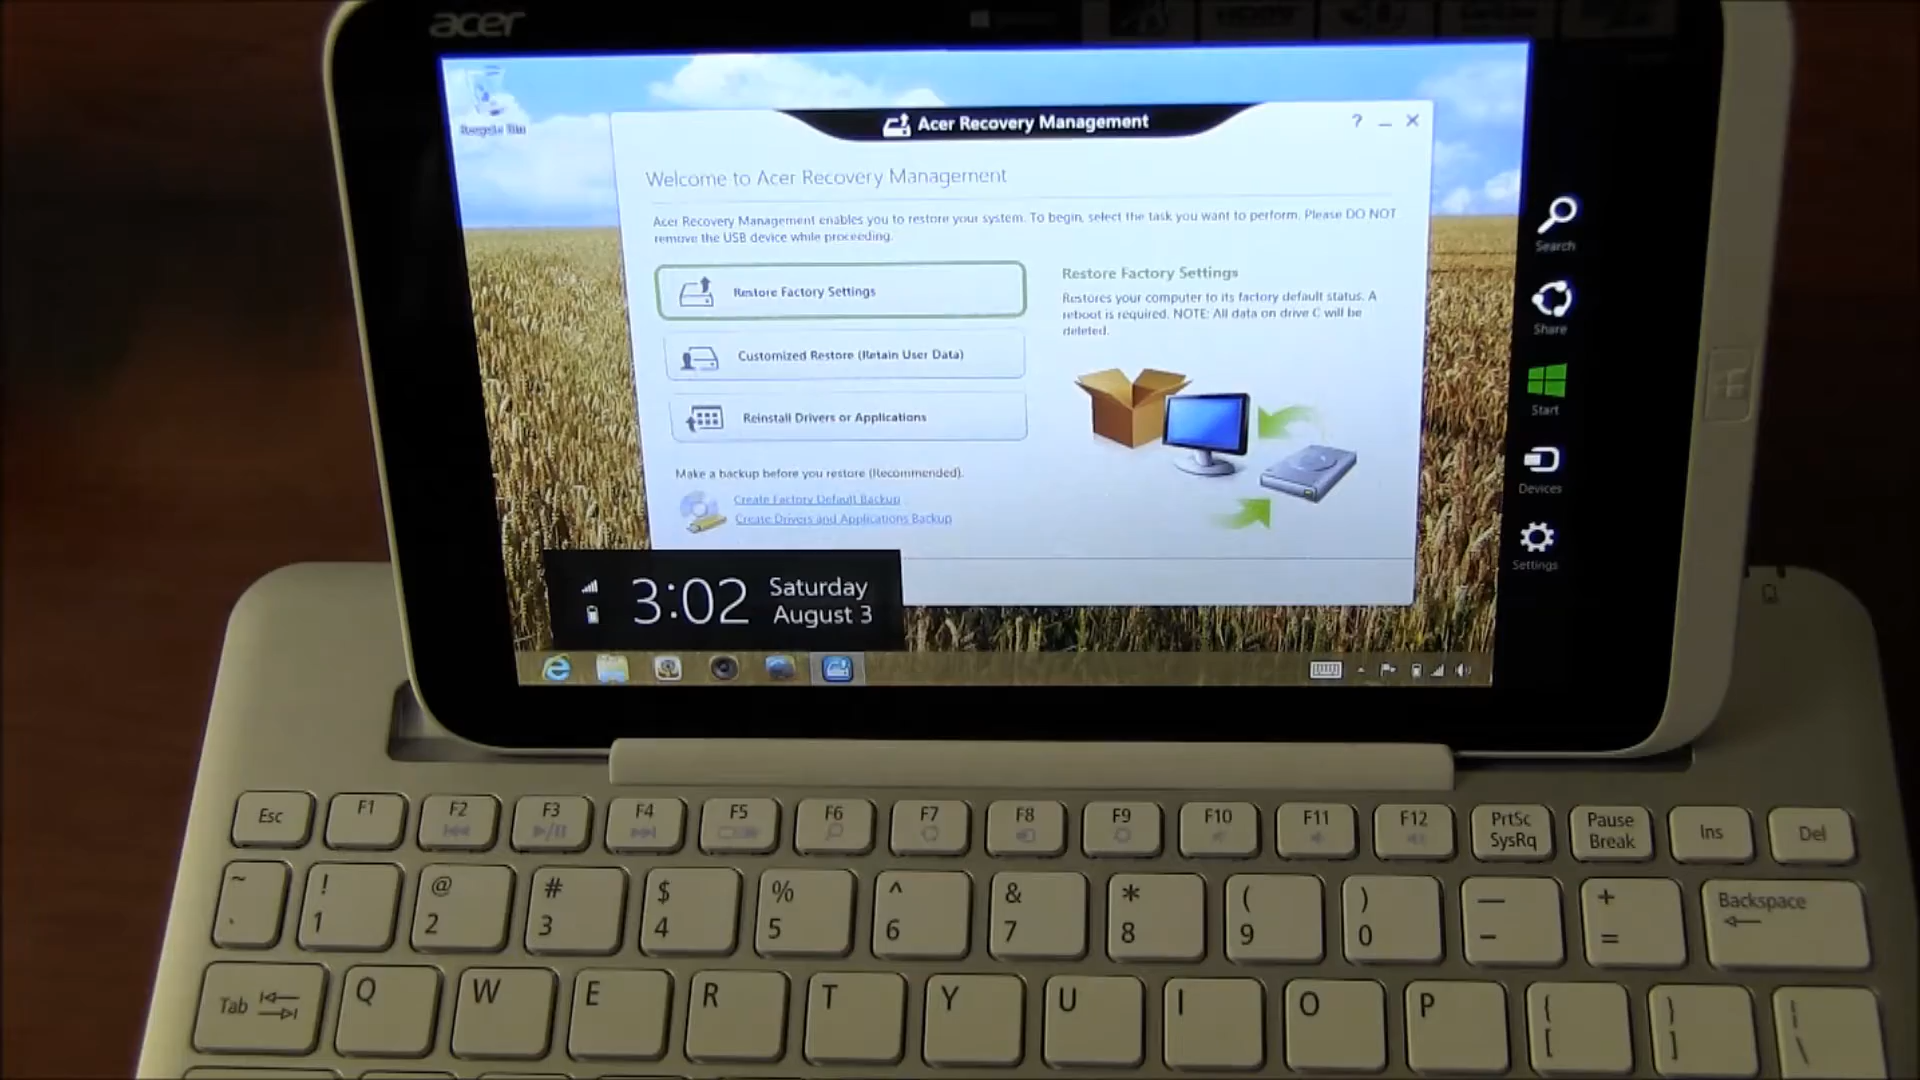 acer
Recycle Bin
Acer Recovery Management
?
Welcome to Acer Recovery Management
Acer Recovery Management enables you to restore your system. To begin, select the task you want to perform. Please DO NOT
remove the USB device while proceeding.
Restore Factory Settings
Customized Restore (Retain User Data)
Reinstall Drivers or Applications
Make a backup before you restore (Recommended).
Create Factory Default Backup
Create Drivers and Applications Backup
Restore Factory Settings
Restores your computer to its factory default status. A
reboot is required. NOTE: All data on drive C will be
deleted.
Search
Share
Start
Devices
Settings
3:02
Saturday
August 3
Esc F1 F2 F3 F4 F5 F6 F7 F8 F9 F10 F11 F12 PrtSc Pause Ins Del
SysRq Break
~ ! @ # $ % ^ & * ( ) — + Backspace
` 1 2 3 4 5 6 7 8 9 0 - =
Tab Q W E R T Y U I O P { } |
[ ] \